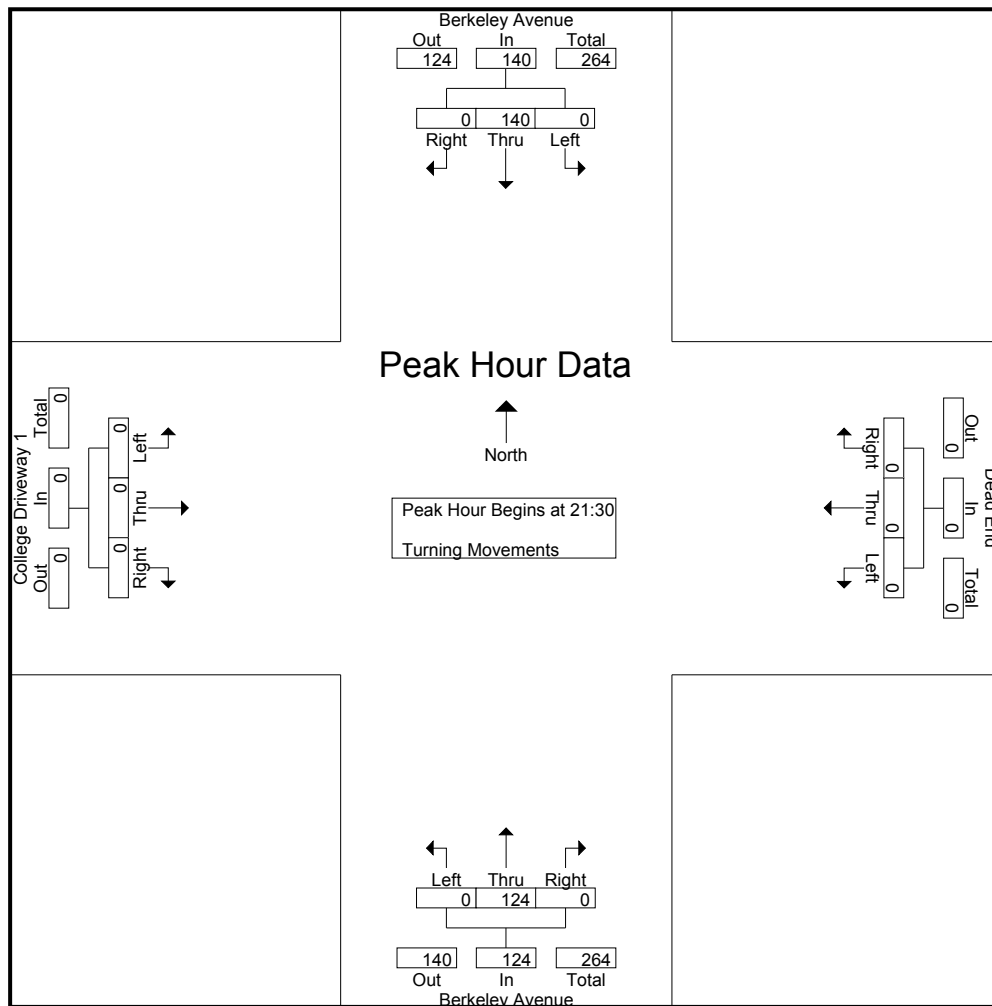 Berkeley Avenue
Out In Total
124 140 264
0 140 0
Right Thru Left
Peak Hour Data
North
Peak Hour Begins at 21:30
Turning Movements
College Driveway 1
Out In Total
0 0 0
Right Thru Left
0 0 0
Dead End
Out In Total
0 0 0
Right Thru Left
0 0 0
Left Thru Right
0 124 0
140 124 264
Out In Total
Berkeley Avenue